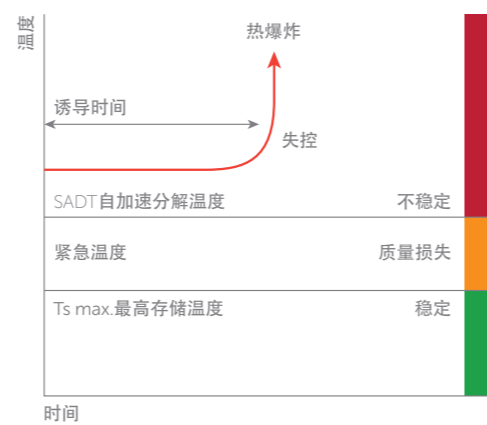 温度
热爆炸
诱导时间
失控
SADT自加速分解温度 不稳定
紧急温度 质量损失
Ts max.最高存储温度 稳定
时间